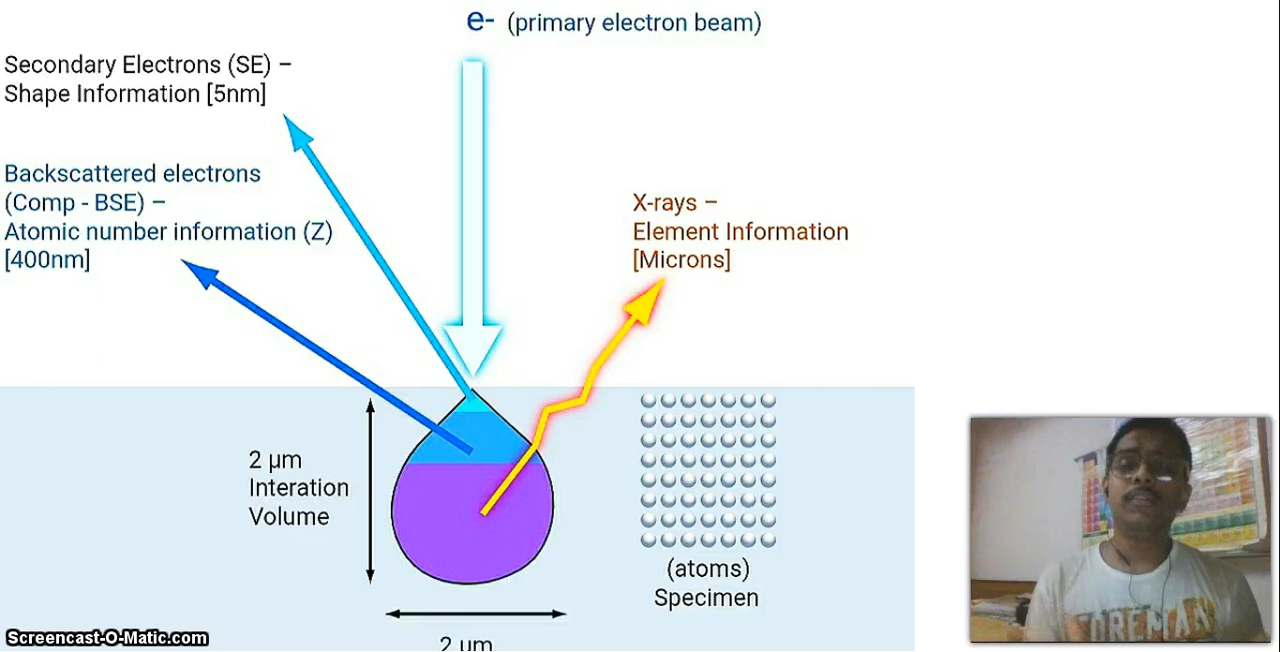 e- (primary electron beam)
Secondary Electrons (SE) –
Shape Information [5nm]
Backscattered electrons
(Comp - BSE) –
Atomic number information (Z)
[400nm]
X-rays –
Element Information
[Microns]
2 µm
Interation
Volume
(atoms)
Specimen
2 µm
FOREMAN
Screencast-O-Matic.com